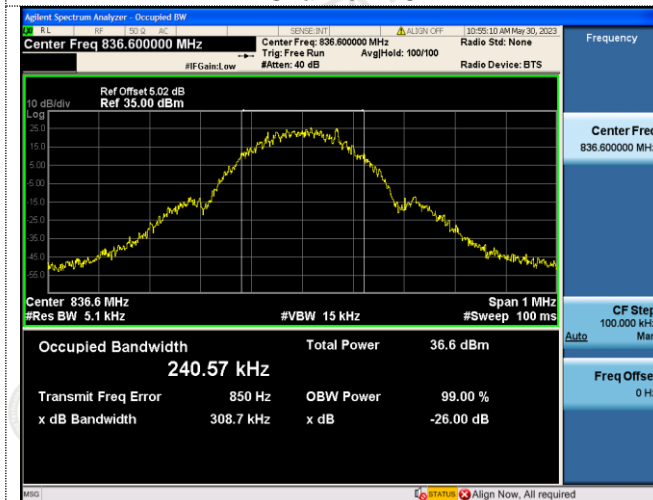 Agilent Spectrum Analyzer - Occupied BW
RL RF 50 Ω AC SENSE:INT ALIGN OFF 10:55:10 AM May 30, 2023
Center Freq 836.600000 MHz
Center Freq: 836.600000 MHz
Radio Std: None
Trig: Free Run Avg|Hold: 100/100
#IFGain:Low #Atten: 40 dB Radio Device: BTS
Frequency
Ref Offset 5.02 dB
10 dB/div Ref 35.00 dBm
Log
25.0
15.0
5.00
-5.00
-15.0
-25.0
-35.0
-45.0
-55.0
Center Freq
836.600000 MHz
Center 836.6 MHz Span 1 MHz
#Res BW 5.1 kHz #VBW 15 kHz #Sweep 100 ms
CF Step
100.000 kHz
Auto Man
Occupied Bandwidth Total Power 36.6 dBm
240.57 kHz
Transmit Freq Error 850 Hz OBW Power 99.00 %
x dB Bandwidth 308.7 kHz x dB -26.00 dB
Freq Offset
0 Hz
MSG STATUS Align Now, All required